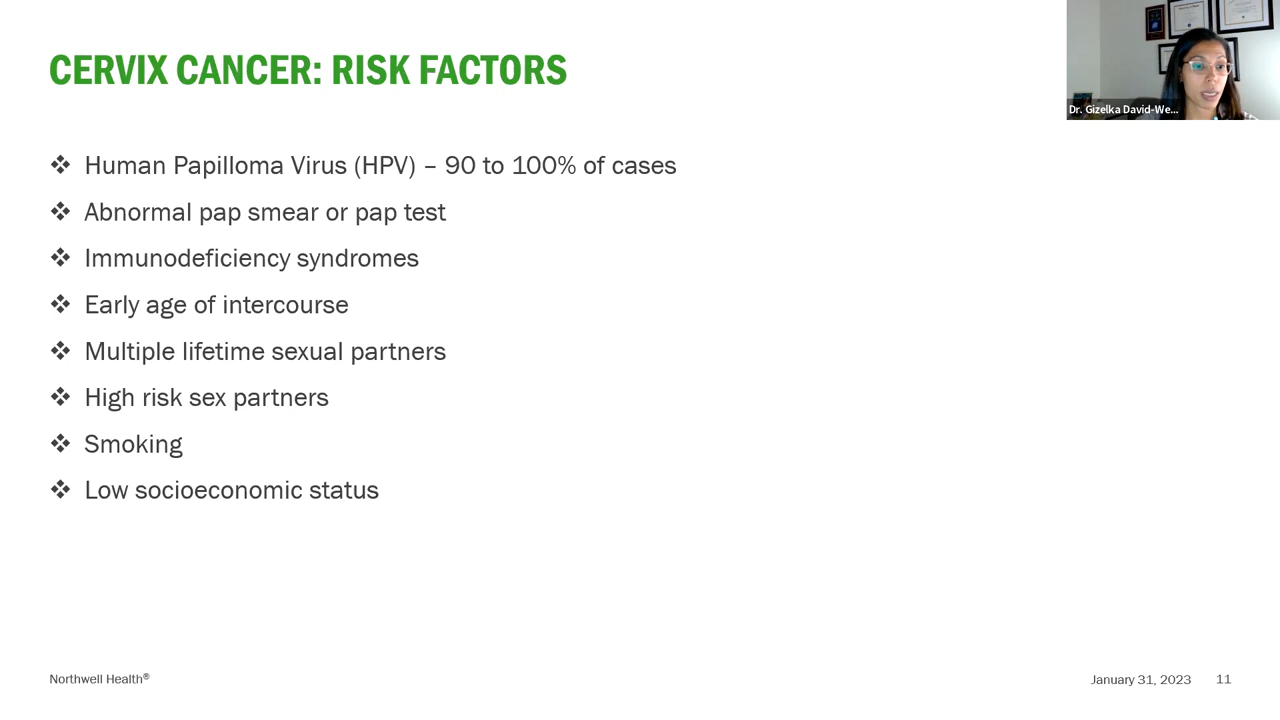 CERVIX CANCER: RISK FACTORS
Dr. Gizelka David-We...
❖ Human Papilloma Virus (HPV) – 90 to 100% of cases
❖ Abnormal pap smear or pap test
❖ Immunodeficiency syndromes
❖ Early age of intercourse
❖ Multiple lifetime sexual partners
❖ High risk sex partners
❖ Smoking
❖ Low socioeconomic status
Northwell Health®
January 31, 2023 11